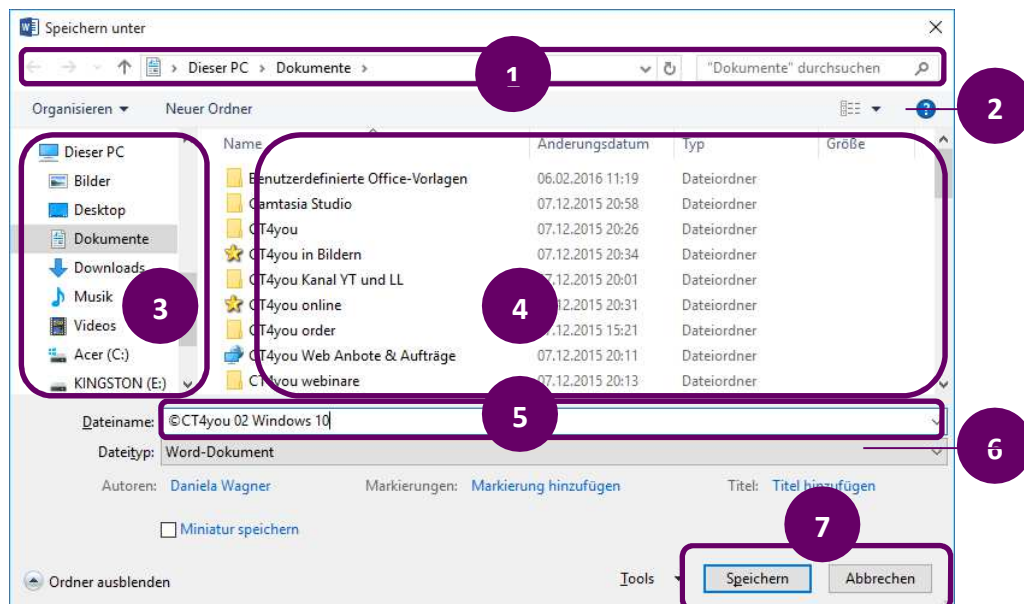 Speichern unter
Dieser PC > Dokumente >
"Dokumente" durchsuchen
1
Organisieren
Neuer Ordner
2
Name
Änderungsdatum
Typ
Größe
Dieser PC
Bilder
Desktop
Dokumente
Downloads
Musik
Videos
Acer (C:)
KINGSTON (E:)
3
Benutzerdefinierte Office-Vorlagen 06.02.2016 11:19 Dateiordner
Camtasia Studio 07.12.2015 20:58 Dateiordner
CT4you 07.12.2015 20:26 Dateiordner
CT4you in Bildern 07.12.2015 20:34 Dateiordner
CT4you Kanal YT und LL 07.12.2015 20:01 Dateiordner
CT4you online 07.12.2015 20:31 Dateiordner
CT4you order 07.12.2015 15:21 Dateiordner
CT4you Web Anbote & Aufträge 07.12.2015 20:11 Dateiordner
CT4you webinare 07.12.2015 20:13 Dateiordner
4
Dateiname: ©CT4you 02 Windows 10
5
Dateityp: Word-Dokument
6
Autoren: Daniela Wagner Markierungen: Markierung hinzufügen Titel: Titel hinzufügen
Miniatur speichern
7
Ordner ausblenden
Tools
Speichern
Abbrechen